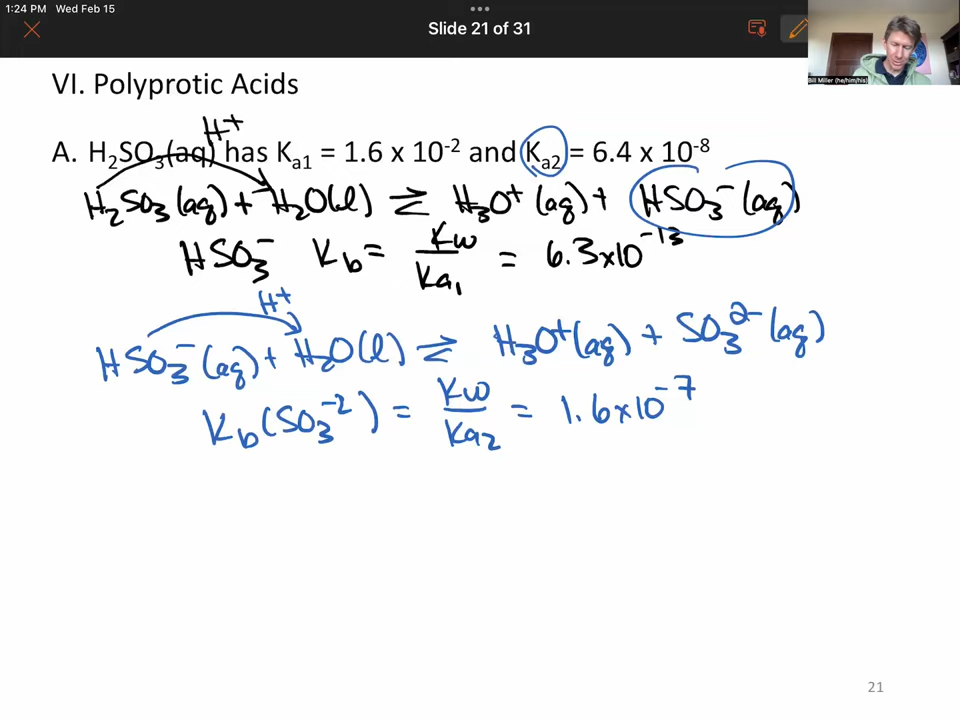 1:24 PM Wed Feb 15
Slide 21 of 31
Bill Miller (he/him/his)
VI. Polyprotic Acids
H⁺
A. H₂SO₃(aq) has Kₐ₁ = 1.6 x 10⁻² and Kₐ₂ = 6.4 x 10⁻⁸
H₂SO₃(aq) + H₂O(l) ⇌ H₃O⁺(aq) + HSO₃⁻(aq)
HSO₃⁻ K_b = Kw/Ka₁ = 6.3x10⁻¹³
H⁺
HSO₃⁻(aq) + H₂O(l) ⇌ H₃O⁺(aq) + SO₃²⁻(aq)
K_b(SO₃⁻²) = Kw/Ka₂ = 1.6x10⁻⁷
21